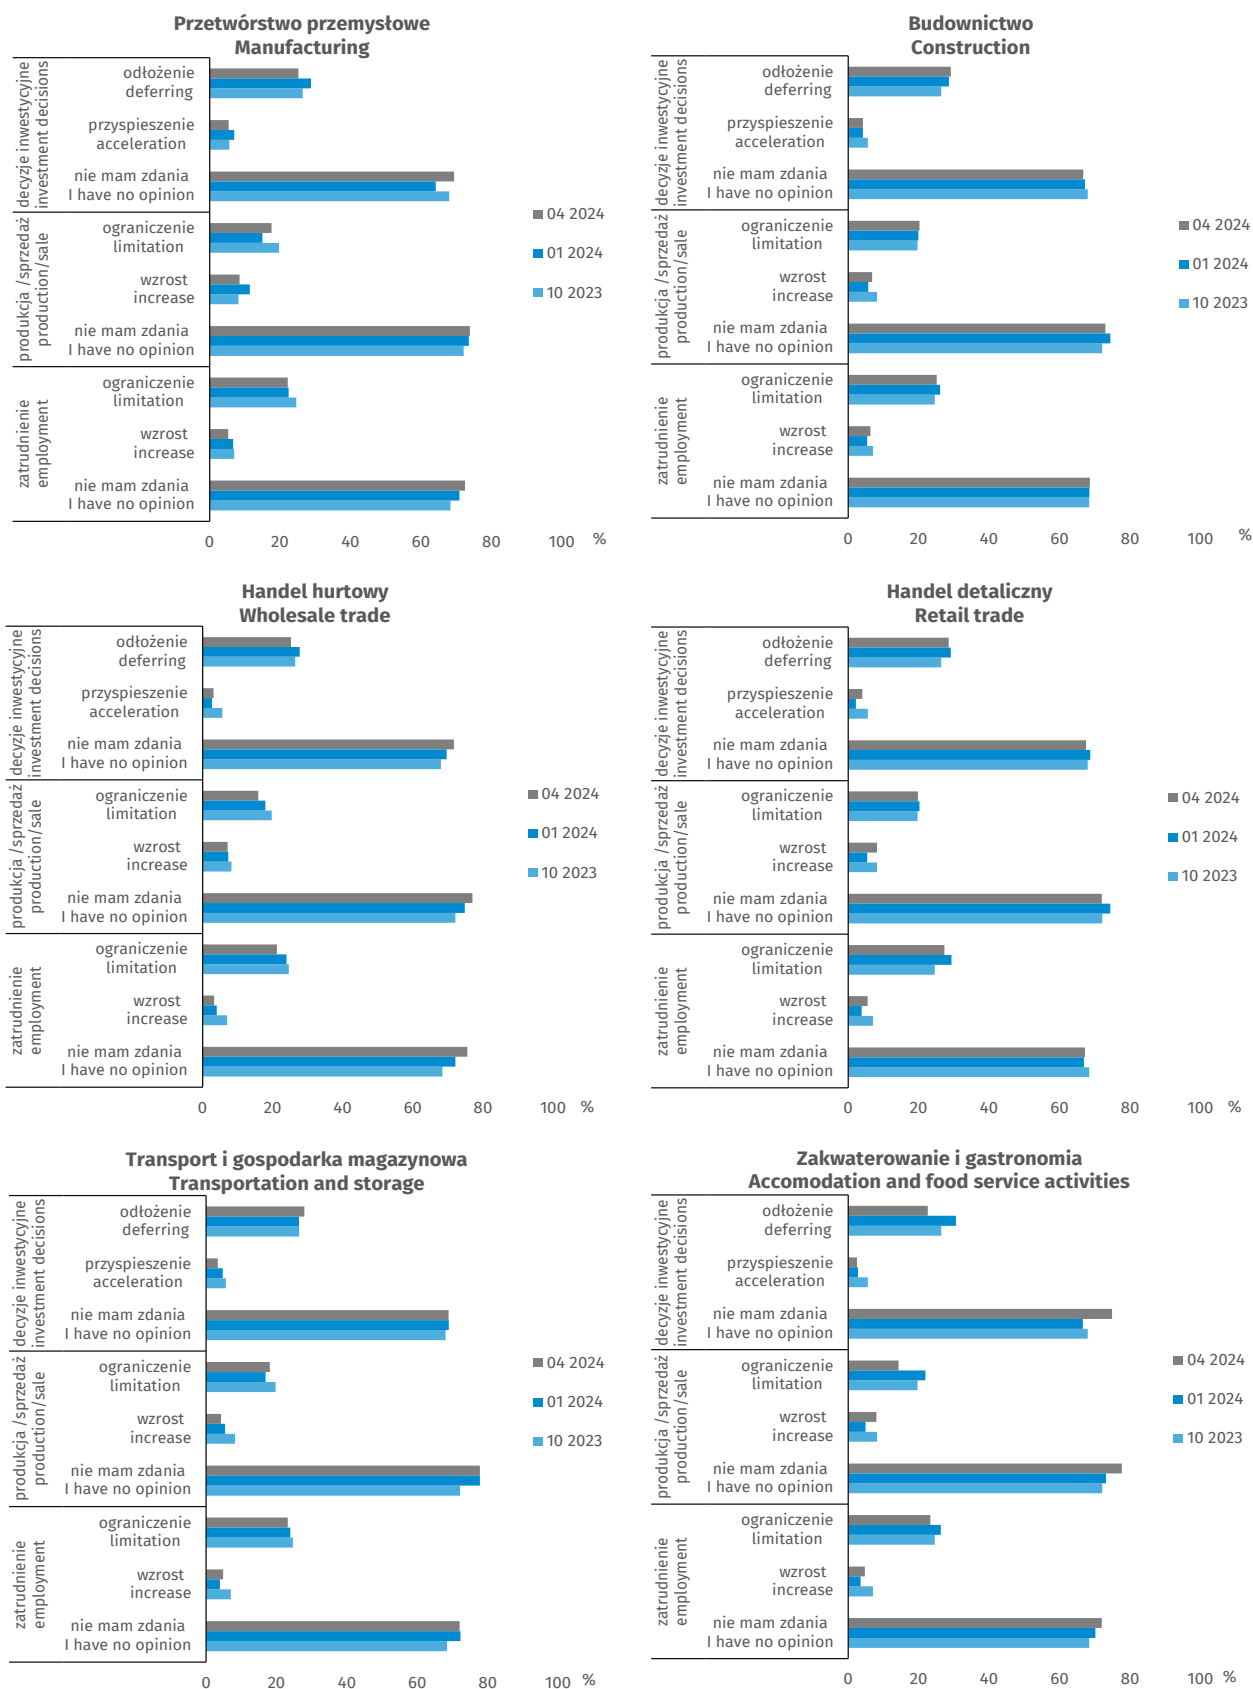 Przetwórstwo przemysłowe
Manufacturing
decyzje inwestycyjne
investment decisions
odłożenie
deferring
przyspieszenie
acceleration
nie mam zdania
I have no opinion
produkcja /sprzedaż
production/sale
ograniczenie
limitation
wzrost
increase
nie mam zdania
I have no opinion
zatrudnienie
employment
ograniczenie
limitation
wzrost
increase
nie mam zdania
I have no opinion
04 2024
01 2024
10 2023
0 20 40 60 80 100 %
Budownictwo
Construction
decyzje inwestycyjne
investment decisions
odłożenie
deferring
przyspieszenie
acceleration
nie mam zdania
I have no opinion
produkcja /sprzedaż
production/sale
ograniczenie
limitation
wzrost
increase
nie mam zdania
I have no opinion
zatrudnienie
employment
ograniczenie
limitation
wzrost
increase
nie mam zdania
I have no opinion
04 2024
01 2024
10 2023
0 20 40 60 80 100 %
Handel hurtowy
Wholesale trade
decyzje inwestycyjne
investment decisions
odłożenie
deferring
przyspieszenie
acceleration
nie mam zdania
I have no opinion
produkcja /sprzedaż
production/sale
ograniczenie
limitation
wzrost
increase
nie mam zdania
I have no opinion
zatrudnienie
employment
ograniczenie
limitation
wzrost
increase
nie mam zdania
I have no opinion
04 2024
01 2024
10 2023
0 20 40 60 80 100 %
Handel detaliczny
Retail trade
decyzje inwestycyjne
investment decisions
odłożenie
deferring
przyspieszenie
acceleration
nie mam zdania
I have no opinion
produkcja /sprzedaż
production/sale
ograniczenie
limitation
wzrost
increase
nie mam zdania
I have no opinion
zatrudnienie
employment
ograniczenie
limitation
wzrost
increase
nie mam zdania
I have no opinion
04 2024
01 2024
10 2023
0 20 40 60 80 100 %
Transport i gospodarka magazynowa
Transportation and storage
decyzje inwestycyjne
investment decisions
odłożenie
deferring
przyspieszenie
acceleration
nie mam zdania
I have no opinion
produkcja /sprzedaż
production/sale
ograniczenie
limitation
wzrost
increase
nie mam zdania
I have no opinion
zatrudnienie
employment
ograniczenie
limitation
wzrost
increase
nie mam zdania
I have no opinion
04 2024
01 2024
10 2023
0 20 40 60 80 100 %
Zakwaterowanie i gastronomia
Accomodation and food service activities
decyzje inwestycyjne
investment decisions
odłożenie
deferring
przyspieszenie
acceleration
nie mam zdania
I have no opinion
produkcja /sprzedaż
production/sale
ograniczenie
limitation
wzrost
increase
nie mam zdania
I have no opinion
zatrudnienie
employment
ograniczenie
limitation
wzrost
increase
nie mam zdania
I have no opinion
04 2024
01 2024
10 2023
0 20 40 60 80 100 %